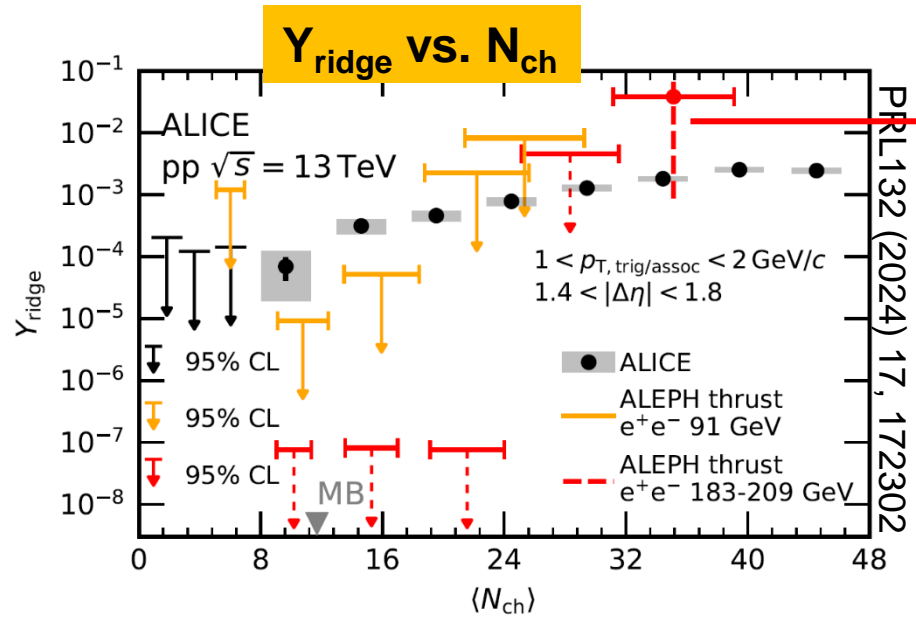 Y_ridge vs. N_ch
ALICE
pp √s = 13 TeV
10⁻¹
10⁻²
10⁻³
10⁻⁴
10⁻⁵
10⁻⁶
10⁻⁷
10⁻⁸
Y_ridge
1 < p_T, trig/assoc < 2 GeV/c
1.4 < |Δη| < 1.8
95% CL
95% CL
95% CL
ALICE
ALEPH thrust
e⁺e⁻ 91 GeV
ALEPH thrust
e⁺e⁻ 183-209 GeV
MB
0 8 16 24 32 40 48
⟨N_ch⟩
PRL132 (2024) 17, 172302